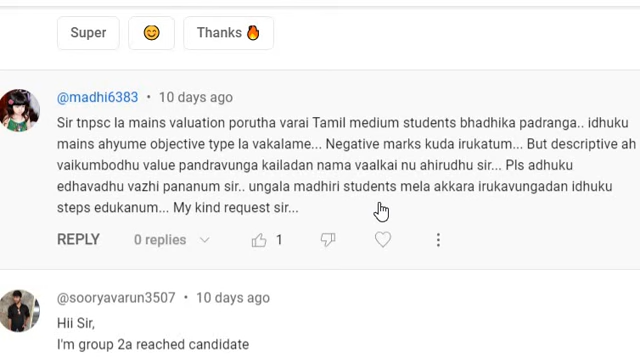 Super
😊
Thanks 🔥
@madhi6383 • 10 days ago
Sir tnpsc la mains valuation porutha varai Tamil medium students bhadhika padranga.. idhuku
mains ahyume objective type la vakalame... Negative marks kuda irukatum... But descriptive ah
vaikumbodhu value pandravunga kailadan nama vaalkai nu ahirudhu sir... Pls adhuku
edhavadhu vazhi pananum sir.. ungala madhiri students mela akkara irukavungadan idhuku
steps edukanum... My kind request sir...
REPLY 0 replies 1
@sooryavarun3507 • 10 days ago
Hii Sir,
I'm group 2a reached candidate